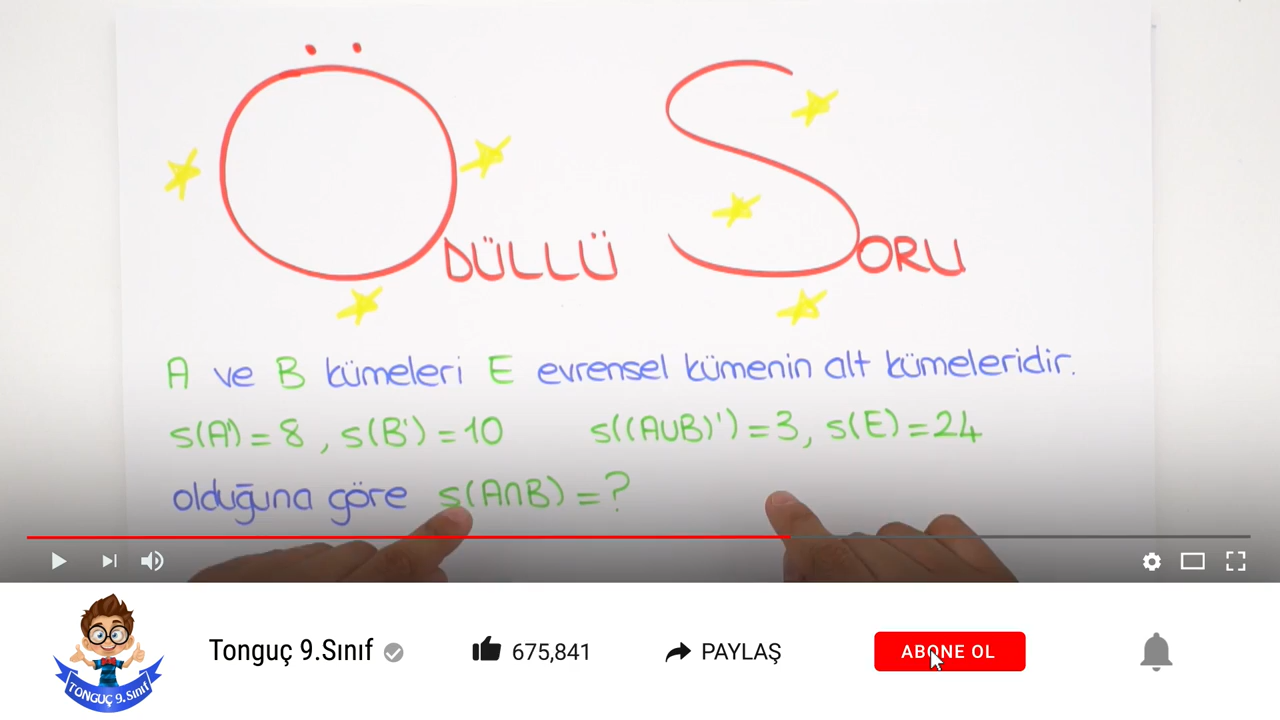 ÖDÜLLÜ SORU
A ve B kümeleri E evrensel kümenin alt kümeleridir.
s(A') = 8 , s(B') = 10 s((A∪B)') = 3, s(E) = 24
olduğuna göre s(A∩B) = ?
Tonguç 9.Sınıf 675,841 PAYLAŞ ABONE OL
TONGUÇ 9.Sınıf